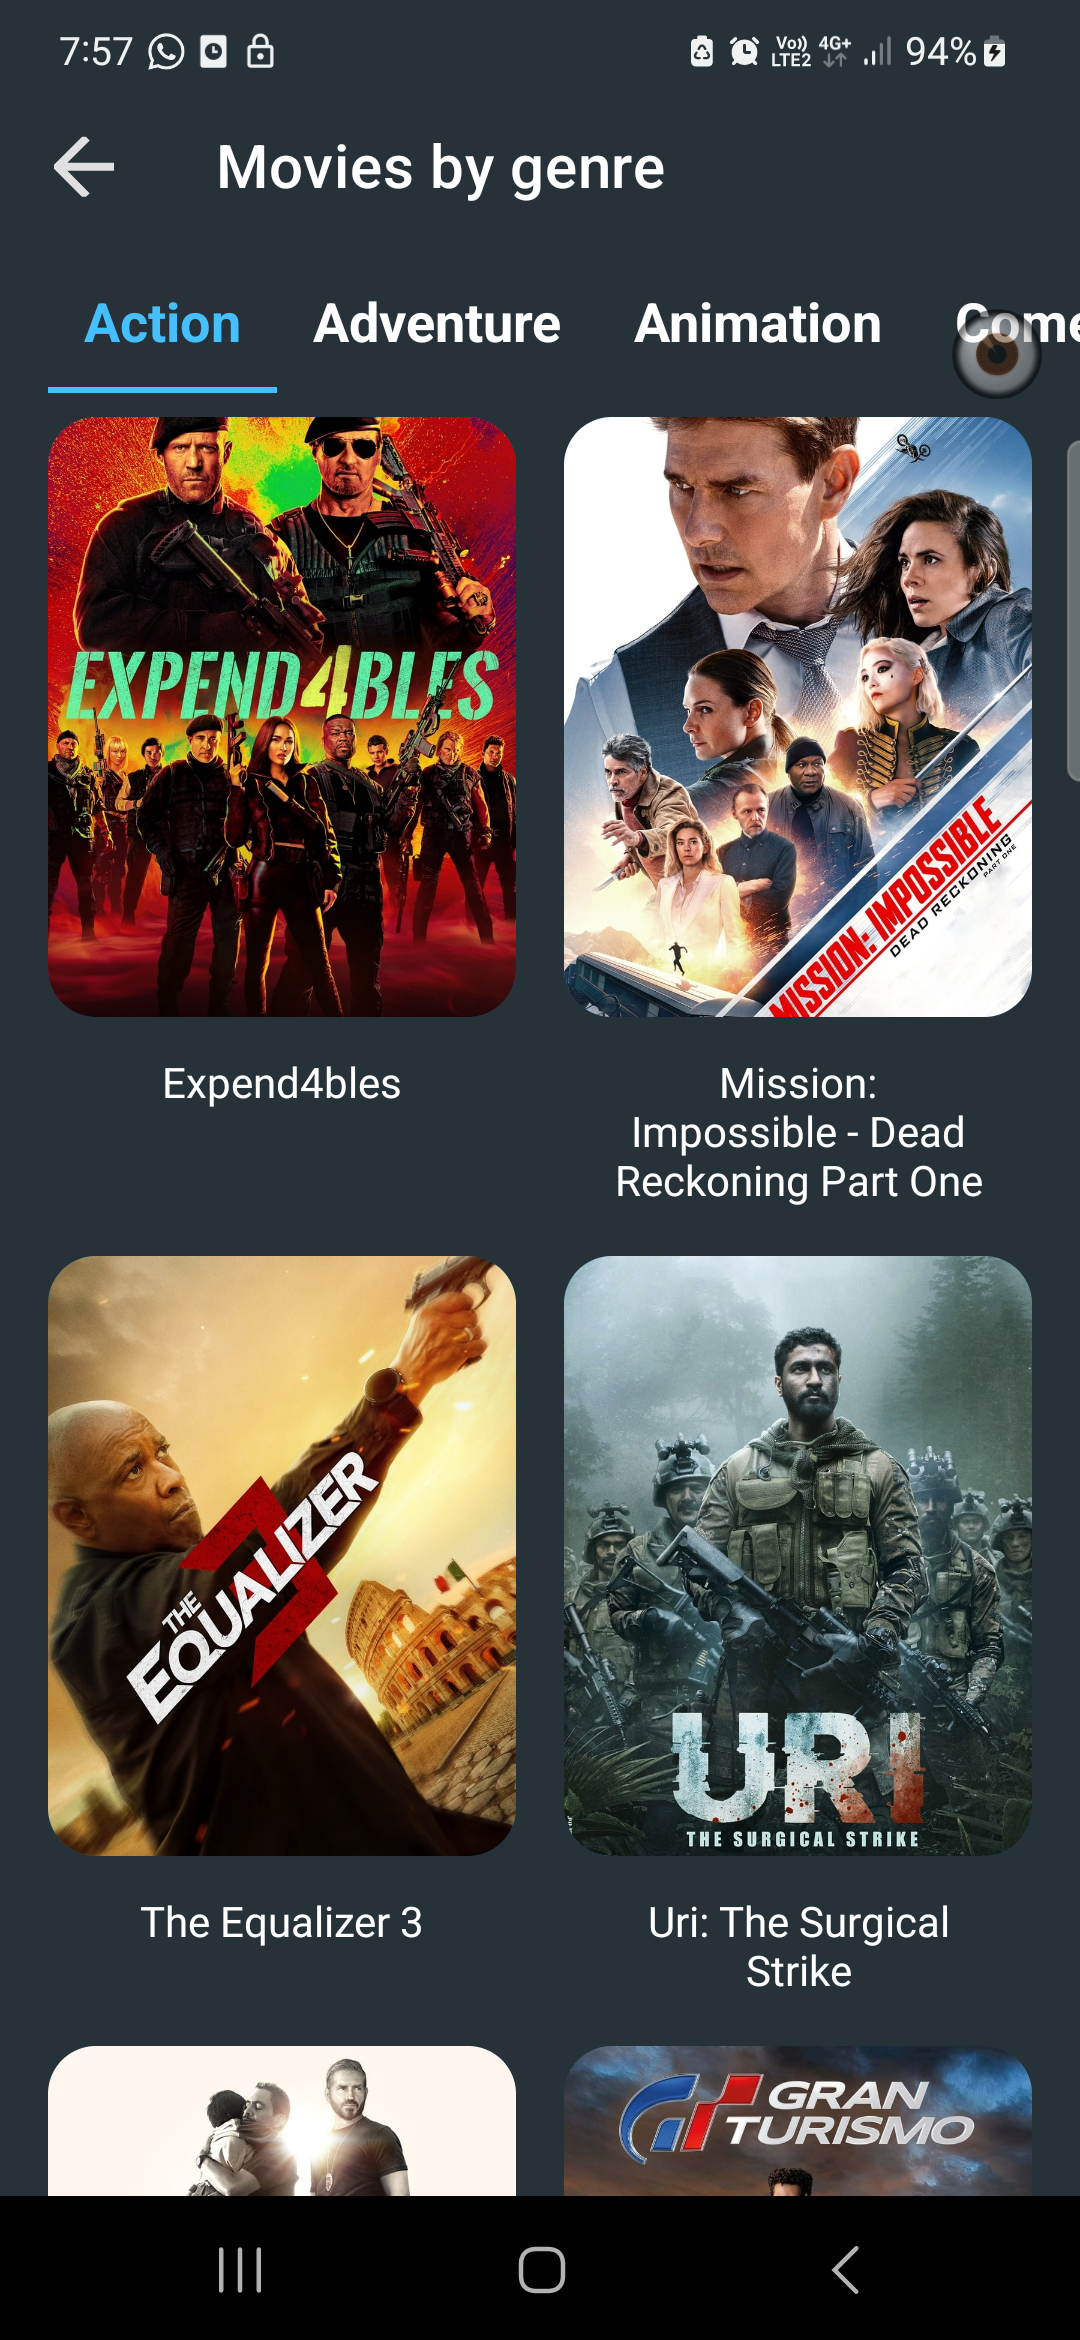 7:57
Vo))
LTE2
4G+
94%
Movies by genre
Action
Adventure
Animation
Come
EXPEND4BLES
MISSION: IMPOSSIBLE
DEAD RECKONING
PART ONE
Expend4bles
Mission:
Impossible - Dead
Reckoning Part One
THE
EQUALIZER
3
URI
THE SURGICAL STRIKE
The Equalizer 3
Uri: The Surgical
Strike
GRAN
TURISMO